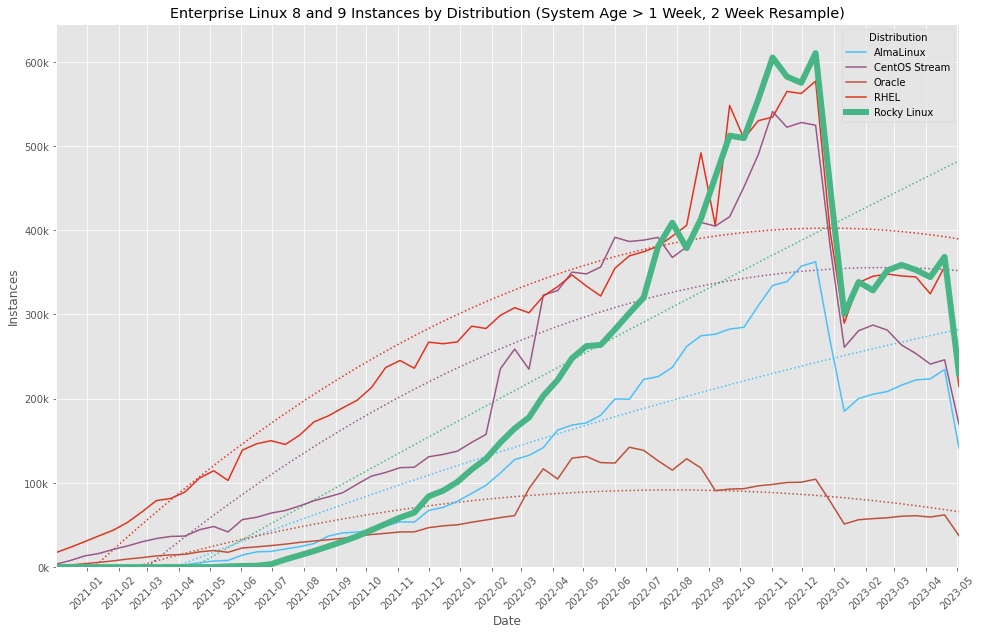 Enterprise Linux 8 and 9 Instances by Distribution (System Age > 1 Week, 2 Week Resample)
Distribution
AlmaLinux
CentOS Stream
Oracle
RHEL
Rocky Linux
600k
500k
400k
300k
200k
100k
0k
Instances
2021-01
2021-02
2021-03
2021-04
2021-05
2021-06
2021-07
2021-08
2021-09
2021-10
2021-11
2021-12
2022-01
2022-02
2022-03
2022-04
2022-05
2022-06
2022-07
2022-08
2022-09
2022-10
2022-11
2022-12
2023-01
2023-02
2023-03
2023-04
2023-05
Date